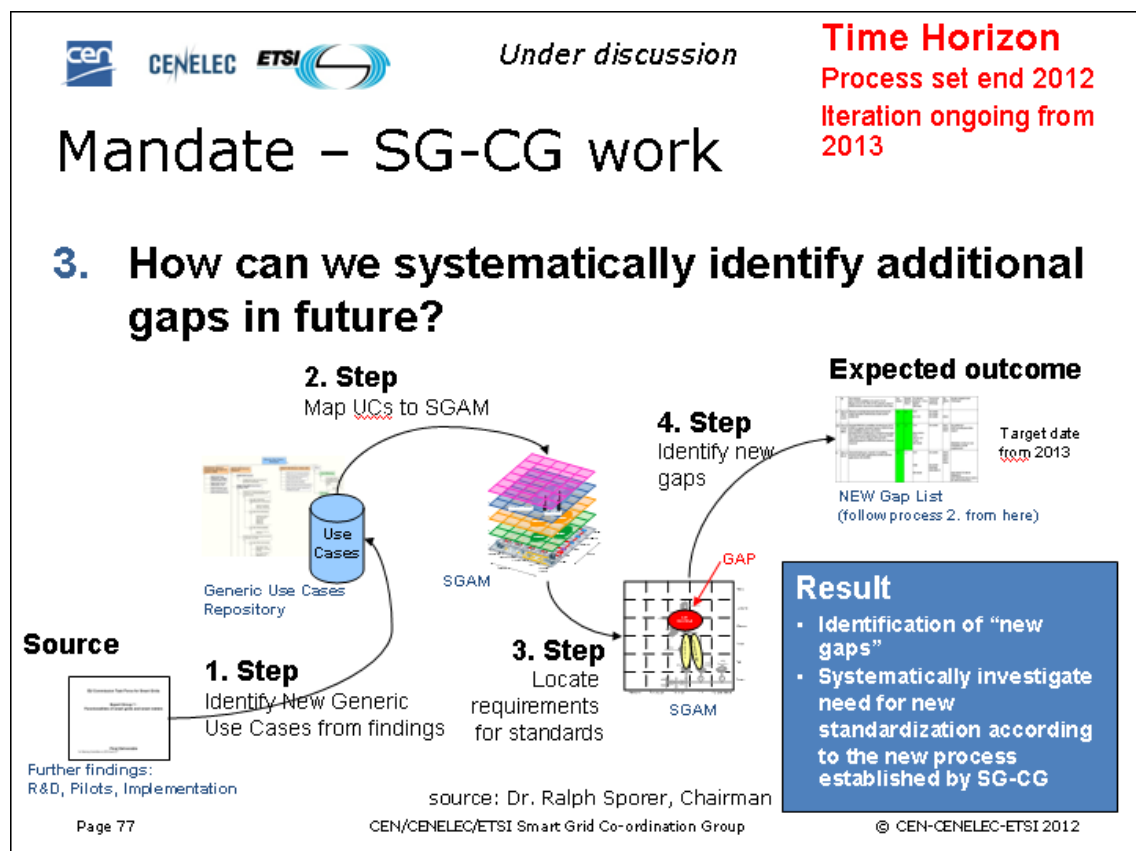 cen
CENELEC
ETSI
Under discussion
Time Horizon
Process set end 2012
Iteration ongoing from
2013
Mandate – SG-CG work
3. How can we systematically identify additional
gaps in future?
2. Step
Map UCs to SGAM
Expected outcome
4. Step
Identify new
gaps
Target date
from 2013
NEW Gap List
(follow process 2. from here)
Use
Cases
Generic Use Cases
Repository
SGAM
GAP
SGAM
Source
1. Step
Identify New Generic
Use Cases from findings
3. Step
Locate
requirements
for standards
Further findings:
R&D, Pilots, Implementation
Result
▪ Identification of “new
gaps”
▪ Systematically investigate
need for new
standardization according
to the new process
established by SG-CG
source: Dr. Ralph Sporer, Chairman
Page 77
CEN/CENELEC/ETSI Smart Grid Co-ordination Group
© CEN-CENELEC-ETSI 2012